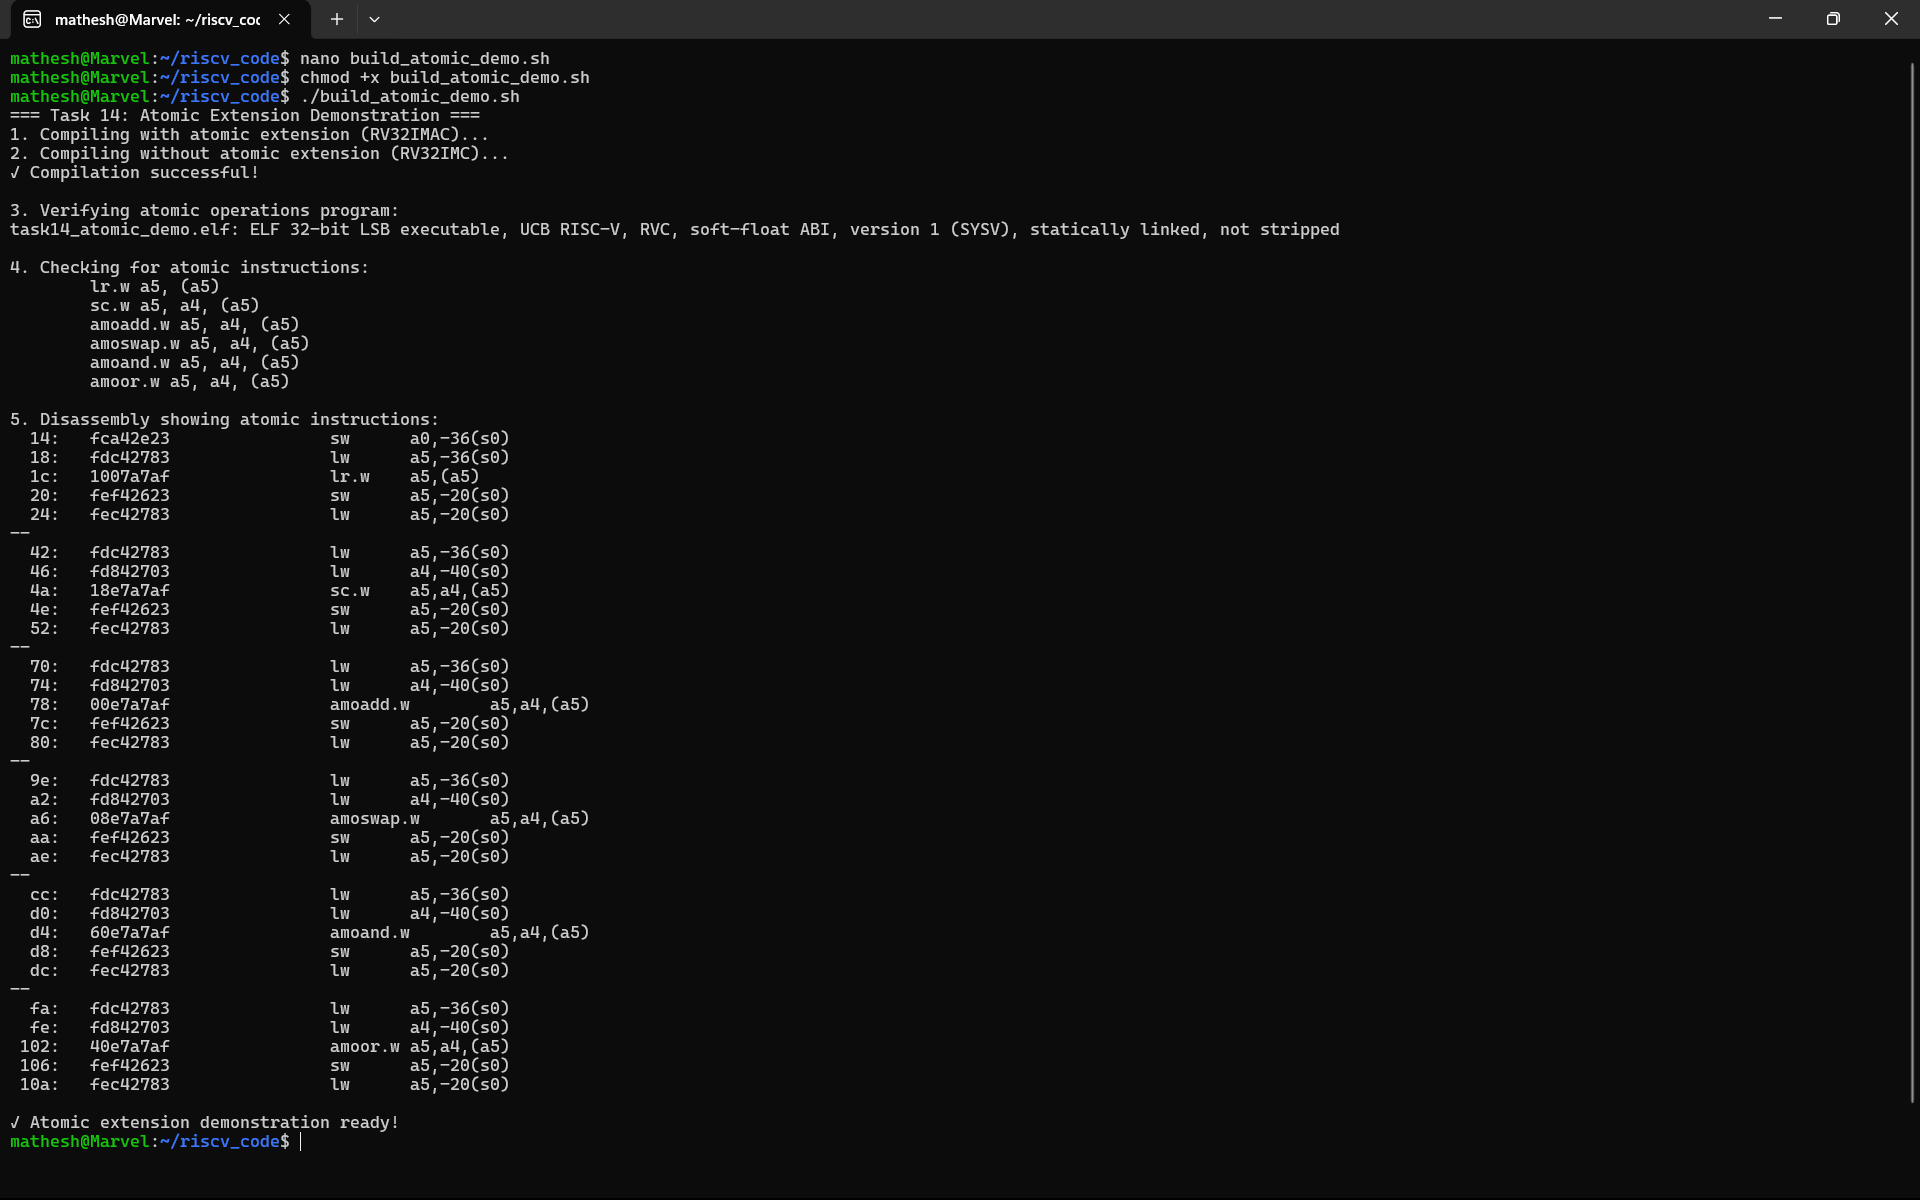 mathesh@Marvel: ~/riscv_coc
mathesh@Marvel:~/riscv_code$ nano build_atomic_demo.sh
mathesh@Marvel:~/riscv_code$ chmod +x build_atomic_demo.sh
mathesh@Marvel:~/riscv_code$ ./build_atomic_demo.sh
=== Task 14: Atomic Extension Demonstration ===
1. Compiling with atomic extension (RV32IMAC)...
2. Compiling without atomic extension (RV32IMC)...
√ Compilation successful!

3. Verifying atomic operations program:
task14_atomic_demo.elf: ELF 32-bit LSB executable, UCB RISC-V, RVC, soft-float ABI, version 1 (SYSV), statically linked, not stripped

4. Checking for atomic instructions:
        lr.w a5, (a5)
        sc.w a5, a4, (a5)
        amoadd.w a5, a4, (a5)
        amoswap.w a5, a4, (a5)
        amoand.w a5, a4, (a5)
        amoor.w a5, a4, (a5)

5. Disassembly showing atomic instructions:
  14:   fca42e23                sw      a0,-36(s0)
  18:   fdc42783                lw      a5,-36(s0)
  1c:   1007a7af                lr.w    a5,(a5)
  20:   fef42623                sw      a5,-20(s0)
  24:   fec42783                lw      a5,-20(s0)
--
  42:   fdc42783                lw      a5,-36(s0)
  46:   fd842703                lw      a4,-40(s0)
  4a:   18e7a7af                sc.w    a5,a4,(a5)
  4e:   fef42623                sw      a5,-20(s0)
  52:   fec42783                lw      a5,-20(s0)
--
  70:   fdc42783                lw      a5,-36(s0)
  74:   fd842703                lw      a4,-40(s0)
  78:   00e7a7af                amoadd.w        a5,a4,(a5)
  7c:   fef42623                sw      a5,-20(s0)
  80:   fec42783                lw      a5,-20(s0)
--
  9e:   fdc42783                lw      a5,-36(s0)
  a2:   fd842703                lw      a4,-40(s0)
  a6:   08e7a7af                amoswap.w       a5,a4,(a5)
  aa:   fef42623                sw      a5,-20(s0)
  ae:   fec42783                lw      a5,-20(s0)
--
  cc:   fdc42783                lw      a5,-36(s0)
  d0:   fd842703                lw      a4,-40(s0)
  d4:   60e7a7af                amoand.w        a5,a4,(a5)
  d8:   fef42623                sw      a5,-20(s0)
  dc:   fec42783                lw      a5,-20(s0)
--
  fa:   fdc42783                lw      a5,-36(s0)
  fe:   fd842703                lw      a4,-40(s0)
 102:   40e7a7af                amoor.w a5,a4,(a5)
 106:   fef42623                sw      a5,-20(s0)
 10a:   fec42783                lw      a5,-20(s0)

√ Atomic extension demonstration ready!
mathesh@Marvel:~/riscv_code$